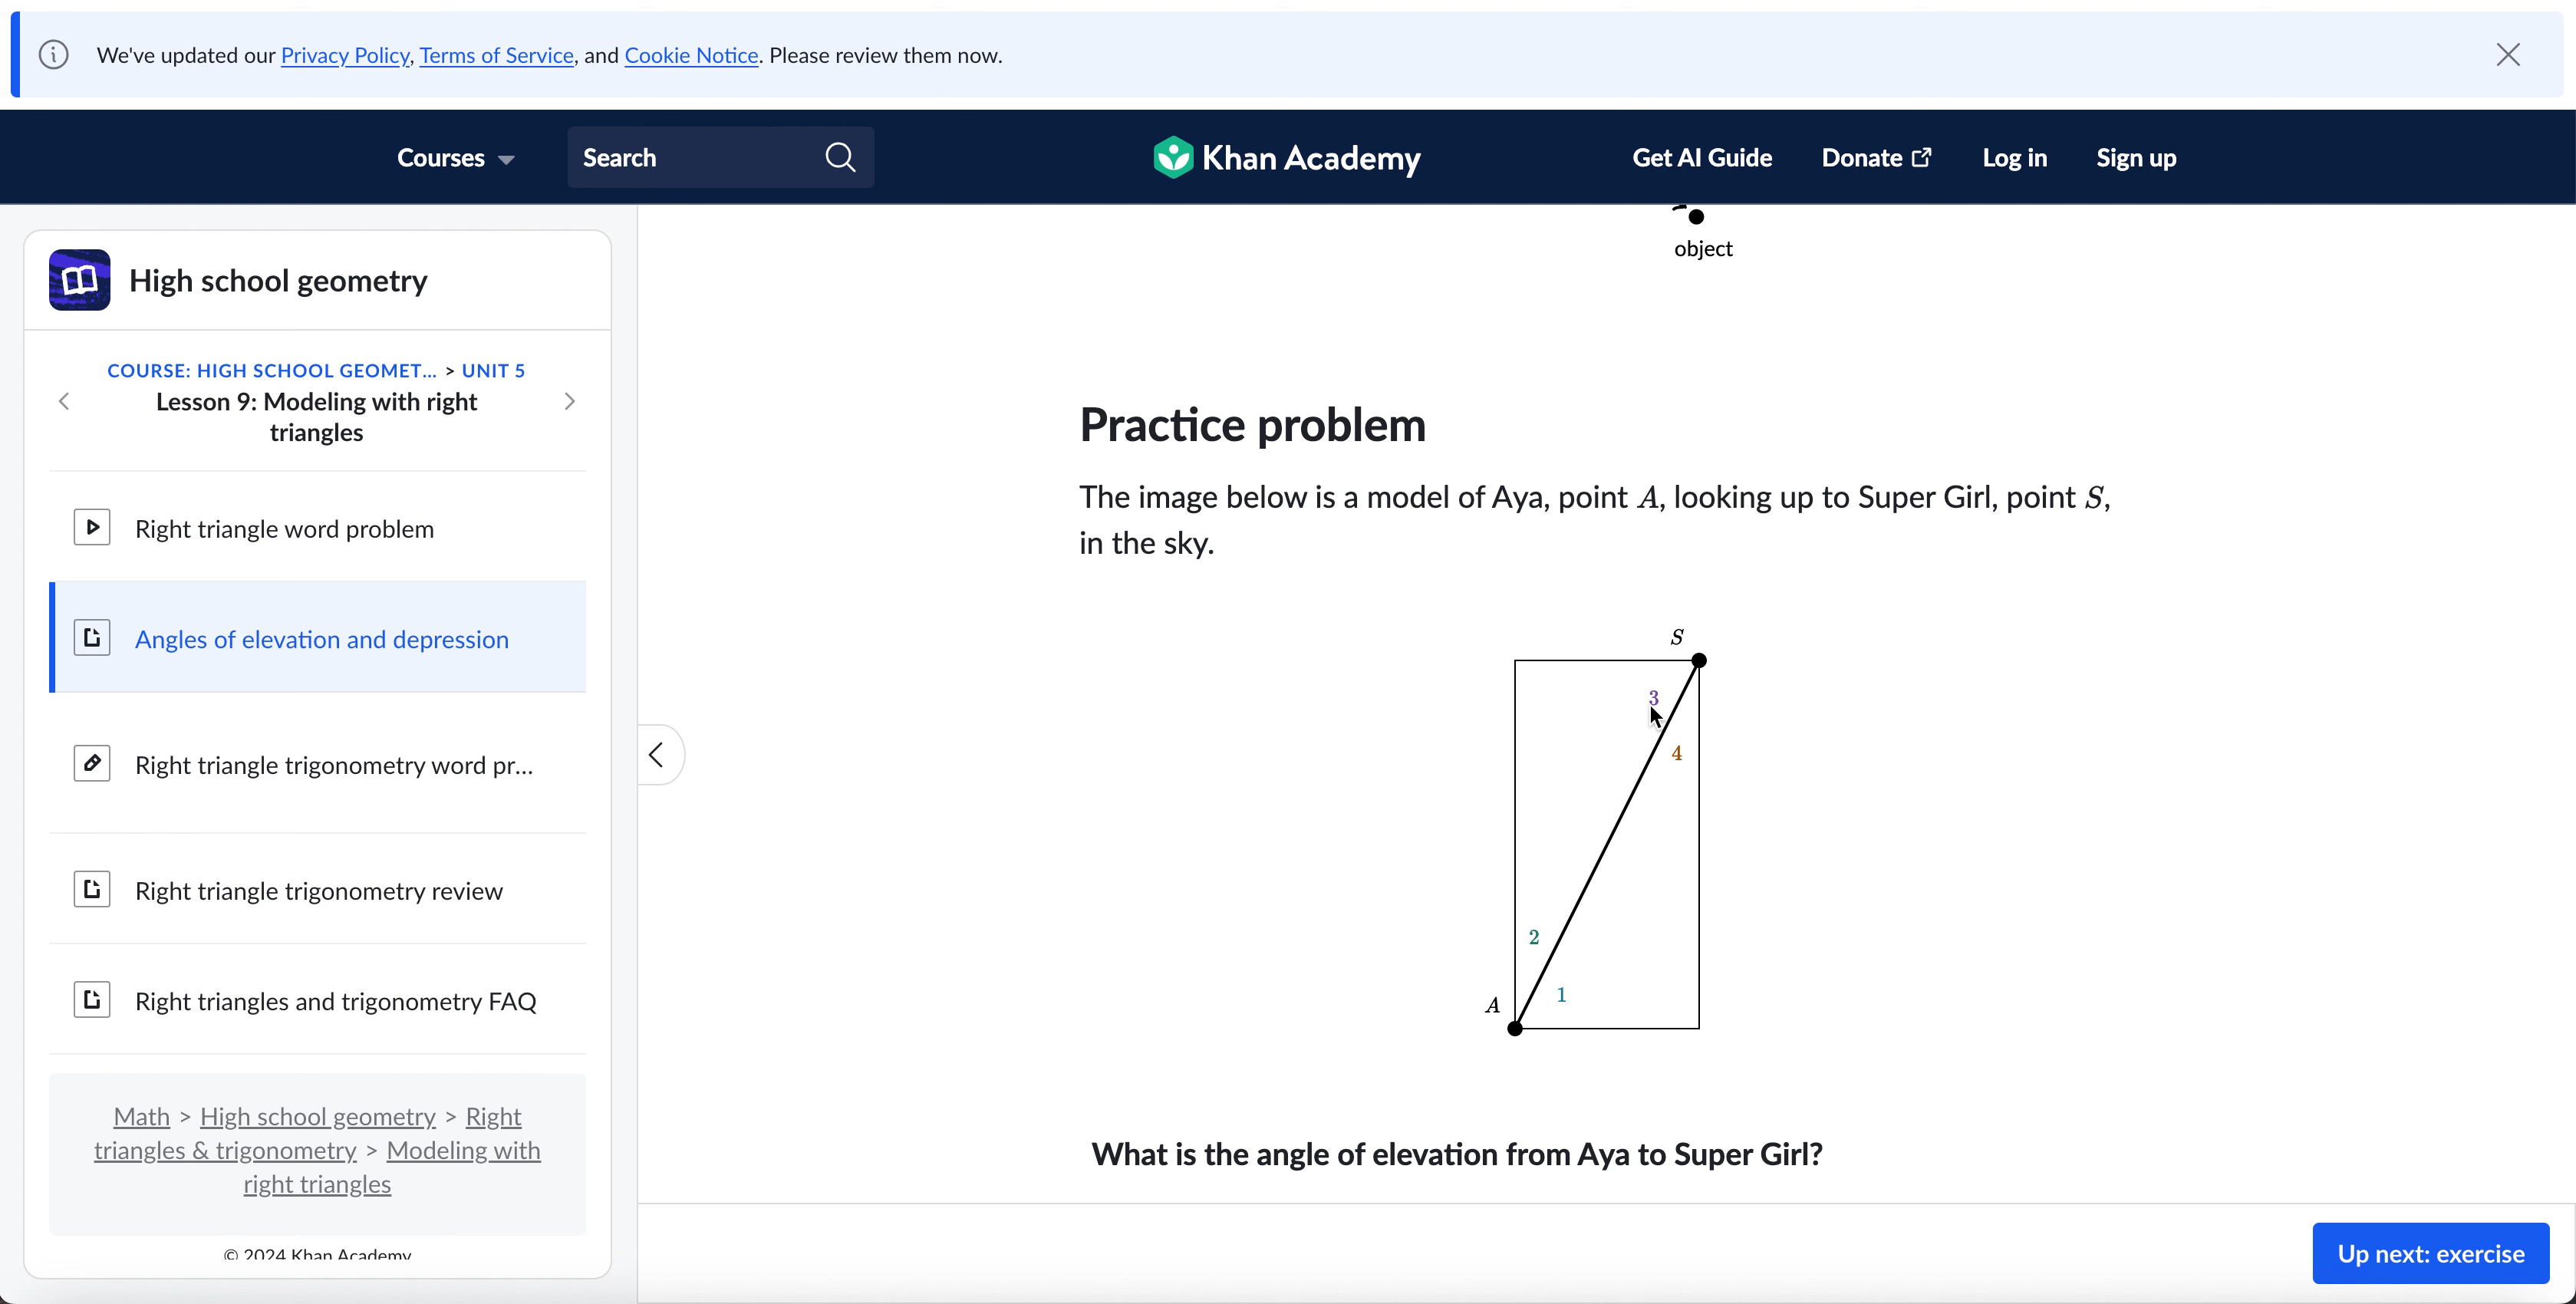 We've updated our Privacy Policy, Terms of Service, and Cookie Notice. Please review them now.
Courses
Search
Khan Academy
Get AI Guide
Donate
Log in
Sign up
High school geometry
COURSE: HIGH SCHOOL GEOMET... > UNIT 5
Lesson 9: Modeling with right
triangles
Right triangle word problem
Angles of elevation and depression
Right triangle trigonometry word pr...
Right triangle trigonometry review
Right triangles and trigonometry FAQ
Math > High school geometry > Right
triangles & trigonometry > Modeling with
right triangles
© 2024 Khan Academy
object
Practice problem
The image below is a model of Aya, point A, looking up to Super Girl, point S,
in the sky.
S
3
4
2
1
A
What is the angle of elevation from Aya to Super Girl?
Up next: exercise